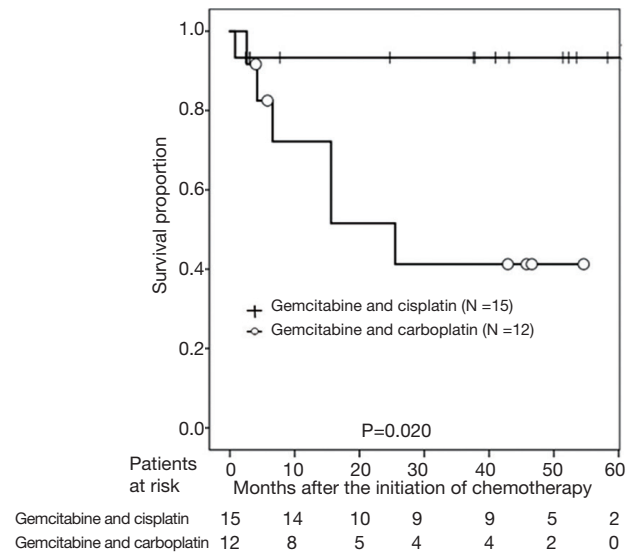 1.0
0.8
0.6
0.4
0.2
0.0
Survival proportion
Gemcitabine and cisplatin (N =15)
Gemcitabine and carboplatin (N =12)
P=0.020
0 10 20 30 40 50 60
Months after the initiation of chemotherapy
Patients
at risk
Gemcitabine and cisplatin 15 14 10 9 9 5 2
Gemcitabine and carboplatin 12 8 5 4 4 2 0